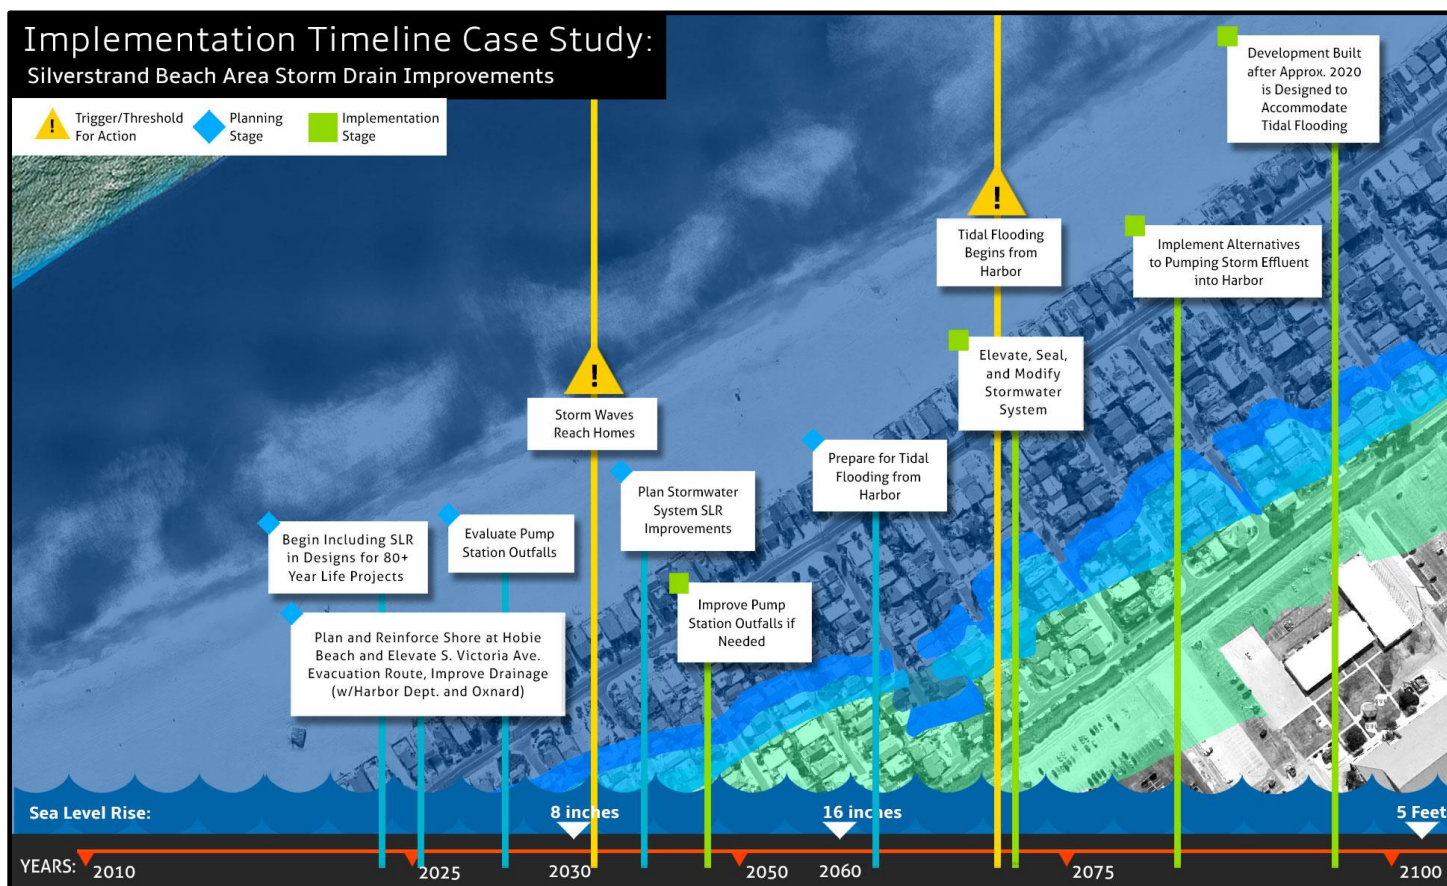 Implementation Timeline Case Study:
Silverstrand Beach Area Storm Drain Improvements
!
Trigger/Threshold
For Action
Planning
Stage
Implementation
Stage
Development Built
after Approx. 2020
is Designed to
Accommodate
Tidal Flooding
!
Tidal Flooding
Begins from
Harbor
Implement Alternatives
to Pumping Storm Effluent
into Harbor
!
Storm Waves
Reach Homes
Elevate, Seal,
and Modify
Stormwater
System
Prepare for Tidal
Flooding from
Harbor
Plan Stormwater
System SLR
Improvements
Begin Including SLR
in Designs for 80+
Year Life Projects
Evaluate Pump
Station Outfalls
Improve Pump
Station Outfalls if
Needed
Plan and Reinforce Shore at Hobie
Beach and Elevate S. Victoria Ave.
Evacuation Route, Improve Drainage
(w/Harbor Dept. and Oxnard)
Sea Level Rise:
8 inches
16 inches
5 Feet
YEARS:
2010
2025
2030
2050
2060
2075
2100